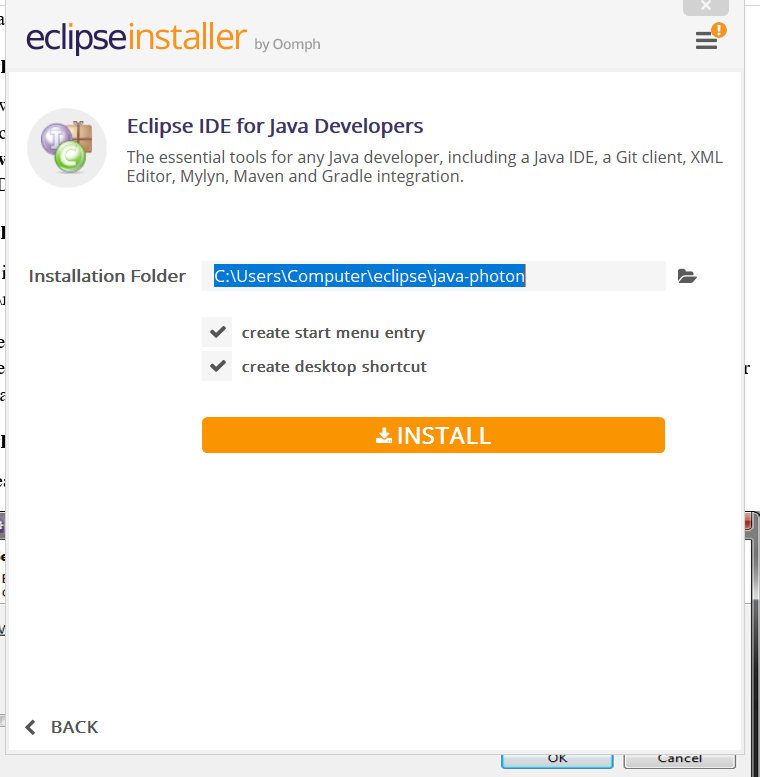 eclipseinstaller by Oomph
Eclipse IDE for Java Developers
The essential tools for any Java developer, including a Java IDE, a Git client, XML
Editor, Mylyn, Maven and Gradle integration.
Installation Folder C:\Users\Computer\eclipse\java-photon
create start menu entry
create desktop shortcut
INSTALL
BACK
OK Cancel